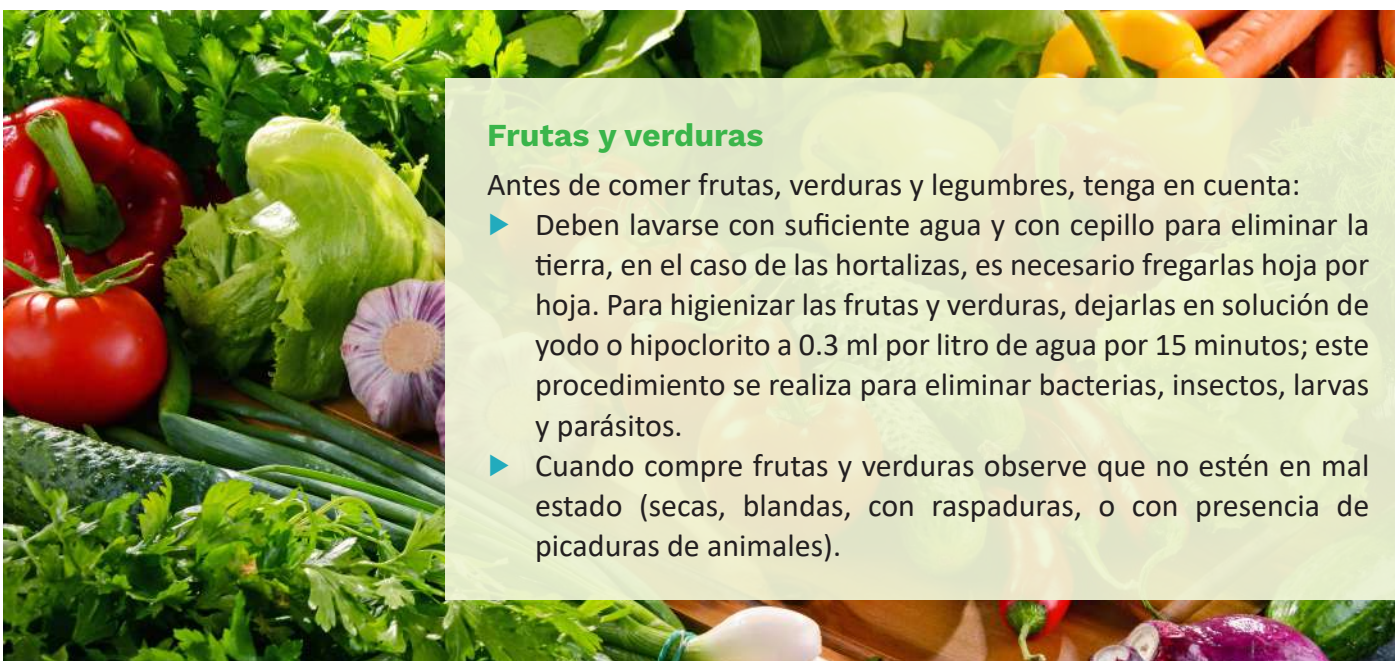 Frutas y verduras
Antes de comer frutas, verduras y legumbres, tenga en cuenta:
▶ Deben lavarse con suficiente agua y con cepillo para eliminar la
tierra, en el caso de las hortalizas, es necesario fregarlas hoja por
hoja. Para higienizar las frutas y verduras, dejarlas en solución de
yodo o hipoclorito a 0.3 ml por litro de agua por 15 minutos; este
procedimiento se realiza para eliminar bacterias, insectos, larvas
y parásitos.
▶ Cuando compre frutas y verduras observe que no estén en mal
estado (secas, blandas, con raspaduras, o con presencia de
picaduras de animales).